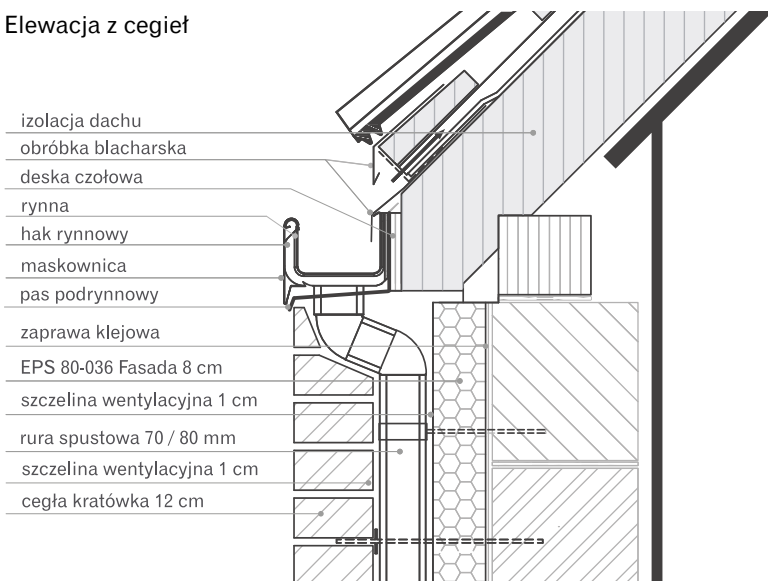 Elewacja z cegieł
izolacja dachu
obróbka blacharska
deska czołowa
rynna
hak rynnowy
maskownica
pas podrynnowy
zaprawa klejowa
EPS 80-036 Fasada 8 cm
szczelina wentylacyjna 1 cm
rura spustowa 70 / 80 mm
szczelina wentylacyjna 1 cm
cegła kratówka 12 cm